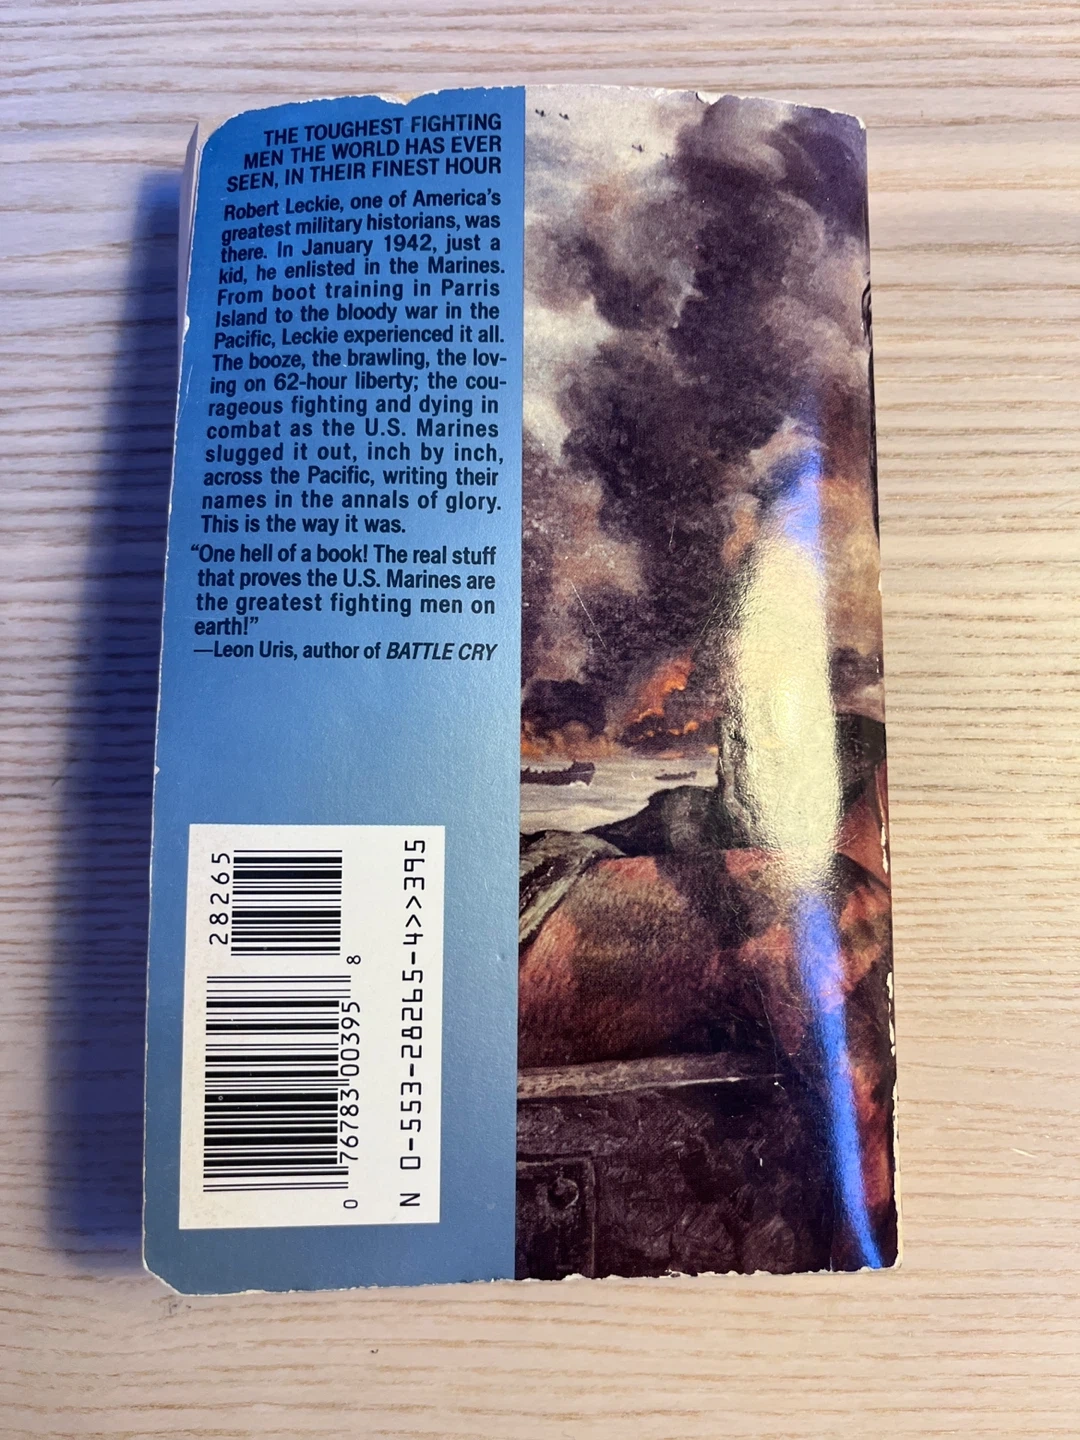 THE TOUGHEST FIGHTING
MEN THE WORLD HAS EVER
SEEN, IN THEIR FINEST HOUR
Robert Leckie, one of America's
greatest military historians, was
there. In January 1942, just a
kid, he enlisted in the Marines.
From boot training in Parris
Island to the bloody war in the
Pacific, Leckie experienced it all.
The booze, the brawling, the lov-
ing on 62-hour liberty; the cou-
rageous fighting and dying in
combat as the U.S. Marines
slugged it out, inch by inch,
across the Pacific, writing their
names in the annals of glory.
This is the way it was.
"One hell of a book! The real stuff
that proves the U.S. Marines are
the greatest fighting men on
earth!"
—Leon Uris, author of BATTLE CRY
28265
0 76783 00395 8
N 0-553-28265-4>>395